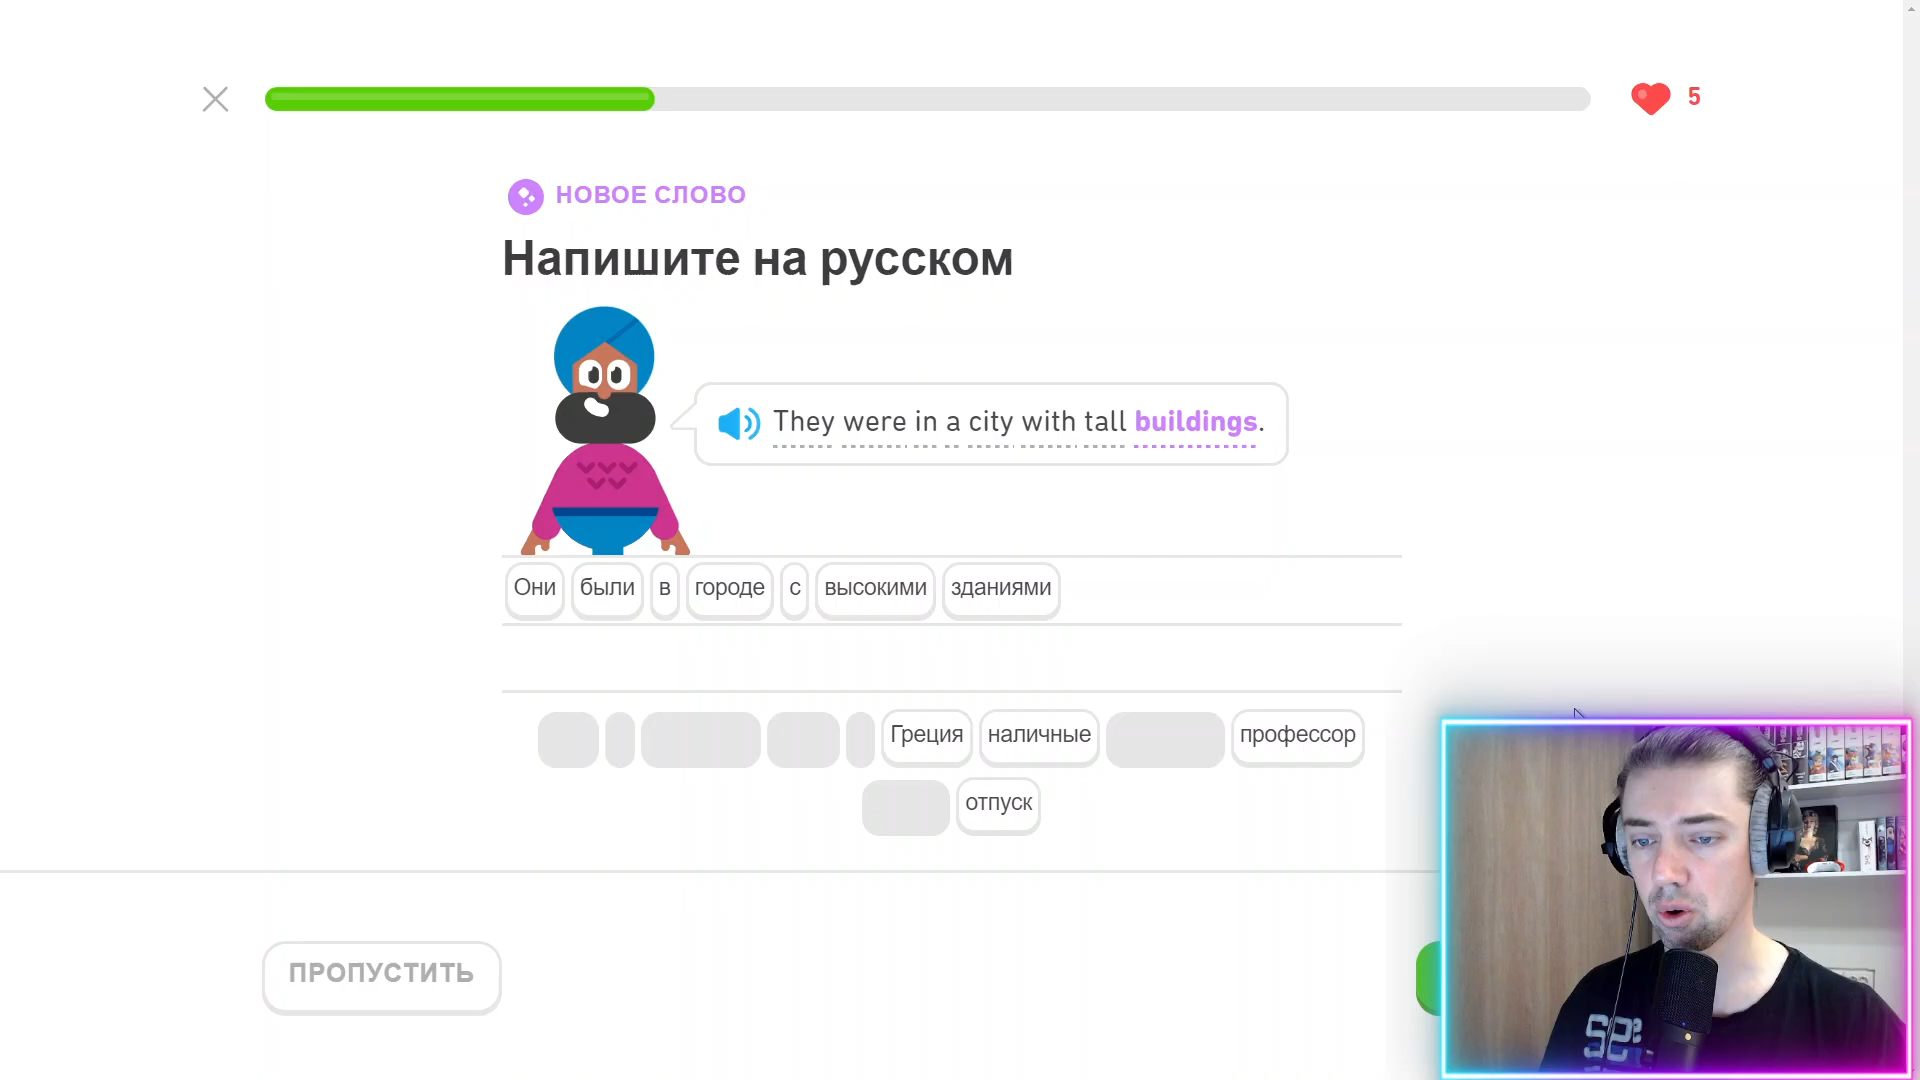 5
НОВОЕ СЛОВО
Напишите на русском
They were in a city with tall buildings.
Они были в городе с высокими зданиями
Греция наличные профессор
отпуск
ПРОПУСТИТЬ